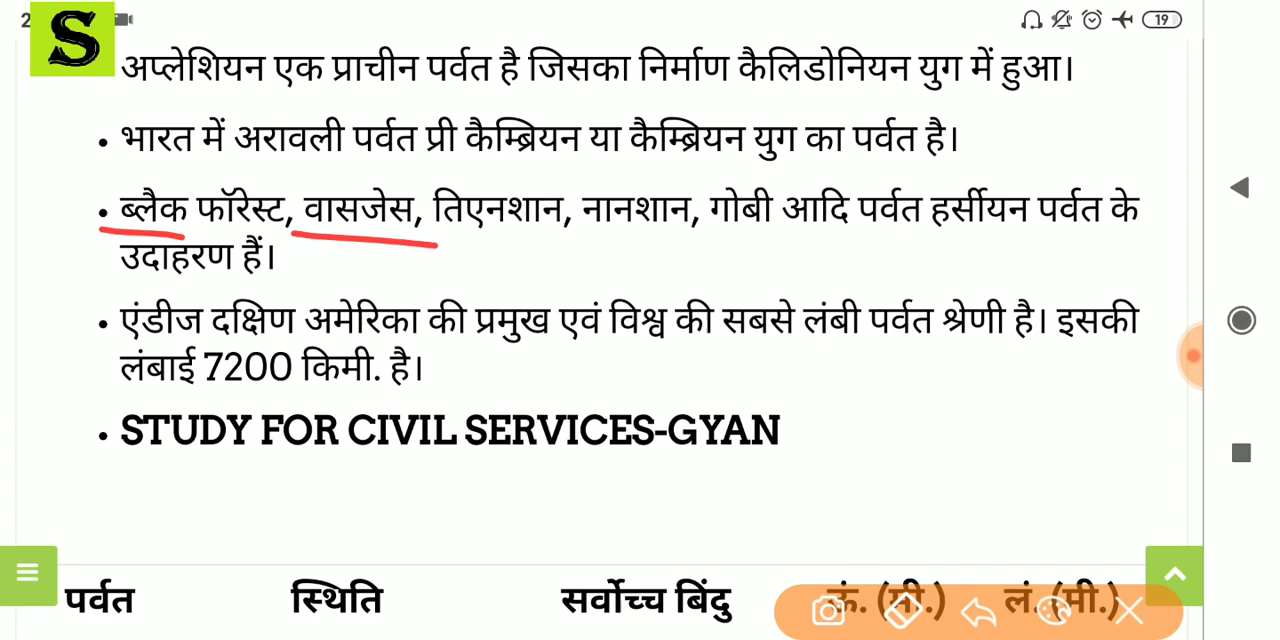 2
S
19
अप्लेशियन एक प्राचीन पर्वत है जिसका निर्माण कैलिडोनियन युग में हुआ।
• भारत में अरावली पर्वत प्री कैम्ब्रियन या कैम्ब्रियन युग का पर्वत है।
• ब्लैक फॉरेस्ट, वासजेस, तिएनशान, नानशान, गोबी आदि पर्वत हर्सीयन पर्वत के
उदाहरण हैं।
• एंडीज दक्षिण अमेरिका की प्रमुख एवं विश्व की सबसे लंबी पर्वत श्रेणी है। इसकी
लंबाई 7200 किमी. है।
• STUDY FOR CIVIL SERVICES-GYAN
पर्वत स्थिति सर्वोच्च बिंदु ऊं. (मी.) लं. (मी.)